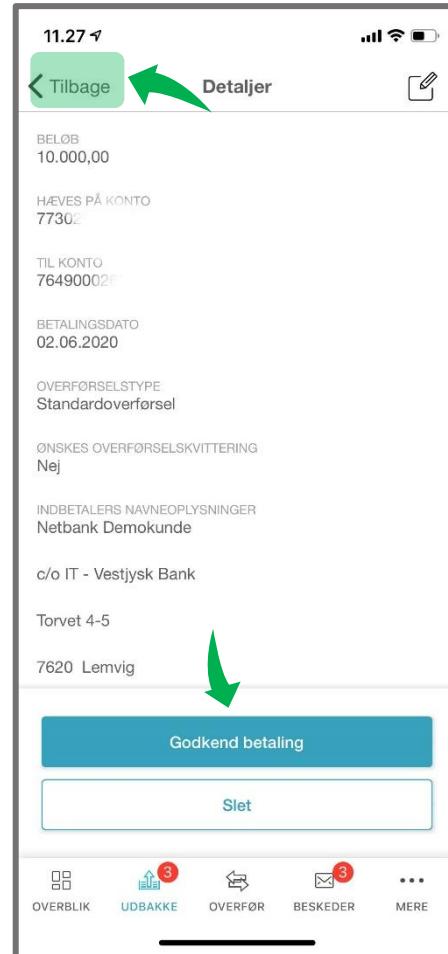 11.27
Tilbage
Detaljer
BELØB
10.000,00
HÆVES PÅ KONTO
TIL KONTO
BETALINGSDATO
02.06.2020
OVERFØRSELSTYPE
Standardoverførsel
ØNSKES OVERFØRSELSKVITTERING
Nej
INDBETALERS NAVNEOPLYSNINGER
Netbank Demokunde
c/o IT - Vestjysk Bank
Torvet 4-5
7620 Lemvig
Godkend betaling
Slet
3
3
OVERBLIK
UDBAKKE
OVERFØR
BESKEDER
MERE